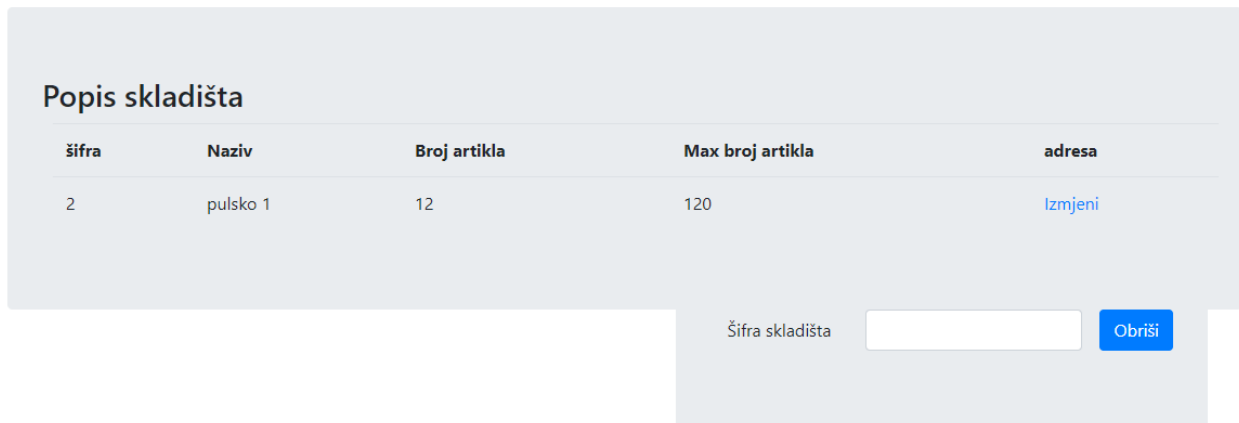 Popis skladišta
šifra Naziv Broj artikla Max broj artikla adresa
2 pulsko 1 12 120 Izmjeni
Šifra skladišta Obriši